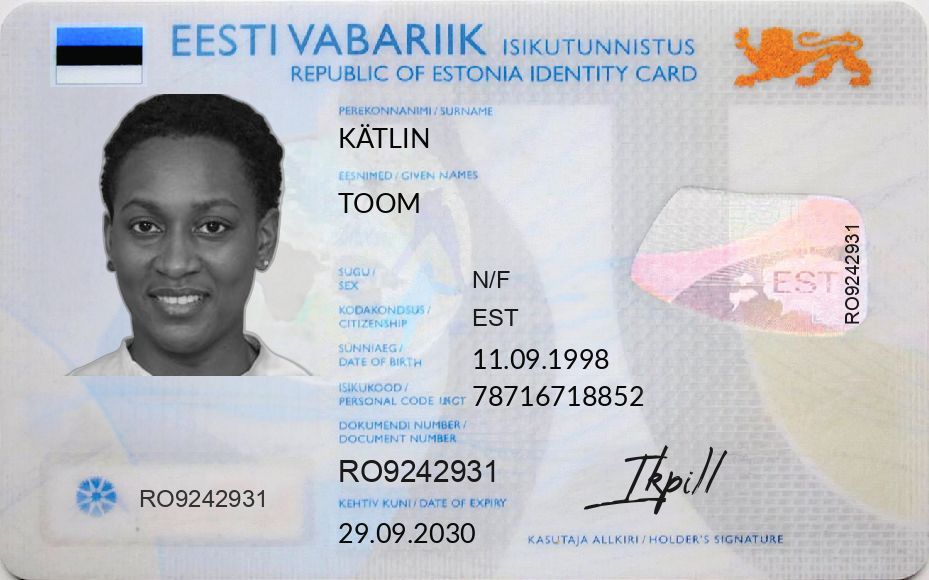 EESTI VABARIIK ISIKUTUNNISTUS
REPUBLIC OF ESTONIA IDENTITY CARD
PEREKONNANIMI / SURNAME
KÄTLIN
EESNIMED / GIVEN NAMES
TOOM
SUGU /
SEX
N/F
KODAKONDSUS /
CITIZENSHIP
EST
SÜNNIAEG /
DATE OF BIRTH
11.09.1998
ISIKUKOOD /
PERSONAL CODE
78716718852
DOKUMENDI NUMBER /
DOCUMENT NUMBER
RO9242931
KEHTIV KUNI / DATE OF EXPIRY
29.09.2030
RO9242931
EST
RO9242931
Ikpill
KASUTAJA ALLKIRI / HOLDER'S SIGNATURE